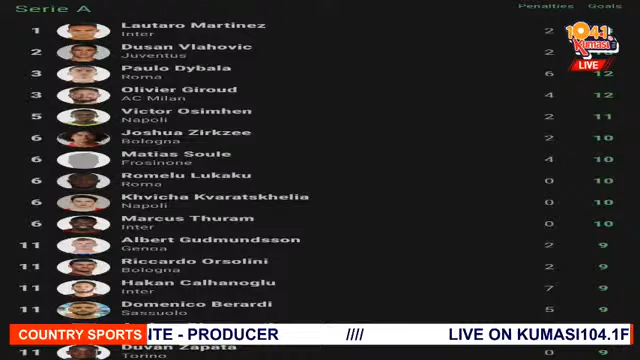 Serie A Penalties Goals
1 Lautaro Martinez 2
Inter
2 Dusan Vlahovic 2
Juventus
3 Paulo Dybala 6 12
Roma
3 Olivier Giroud 4 12
AC Milan
5 Victor Osimhen 2 11
Napoli
6 Joshua Zirkzee 2 10
Bologna
6 Matias Soule 4 10
Frosinone
6 Romelu Lukaku 0 10
Roma
6 Khvicha Kvaratskhelia 0 10
Napoli
6 Marcus Thuram 0 10
Inter
11 Albert Gudmundsson 2 9
Genoa
11 Riccardo Orsolini 2 9
Bologna
11 Hakan Calhanoglu 7 9
Inter
11 Domenico Berardi 5 9
Sassuolo
11 Duvan Zapata 0 9
Torino
104.1
Kumasi
LIVE
COUNTRY SPORTS ITE - PRODUCER //// LIVE ON KUMASI104.1F